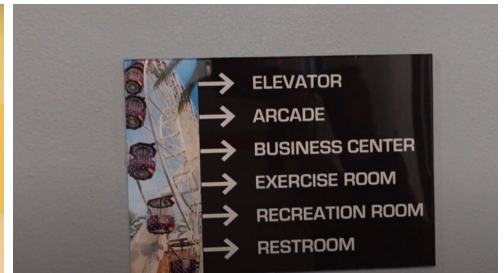 ELEVATOR
ARCADE
BUSINESS CENTER
EXERCISE ROOM
RECREATION ROOM
RESTROOM